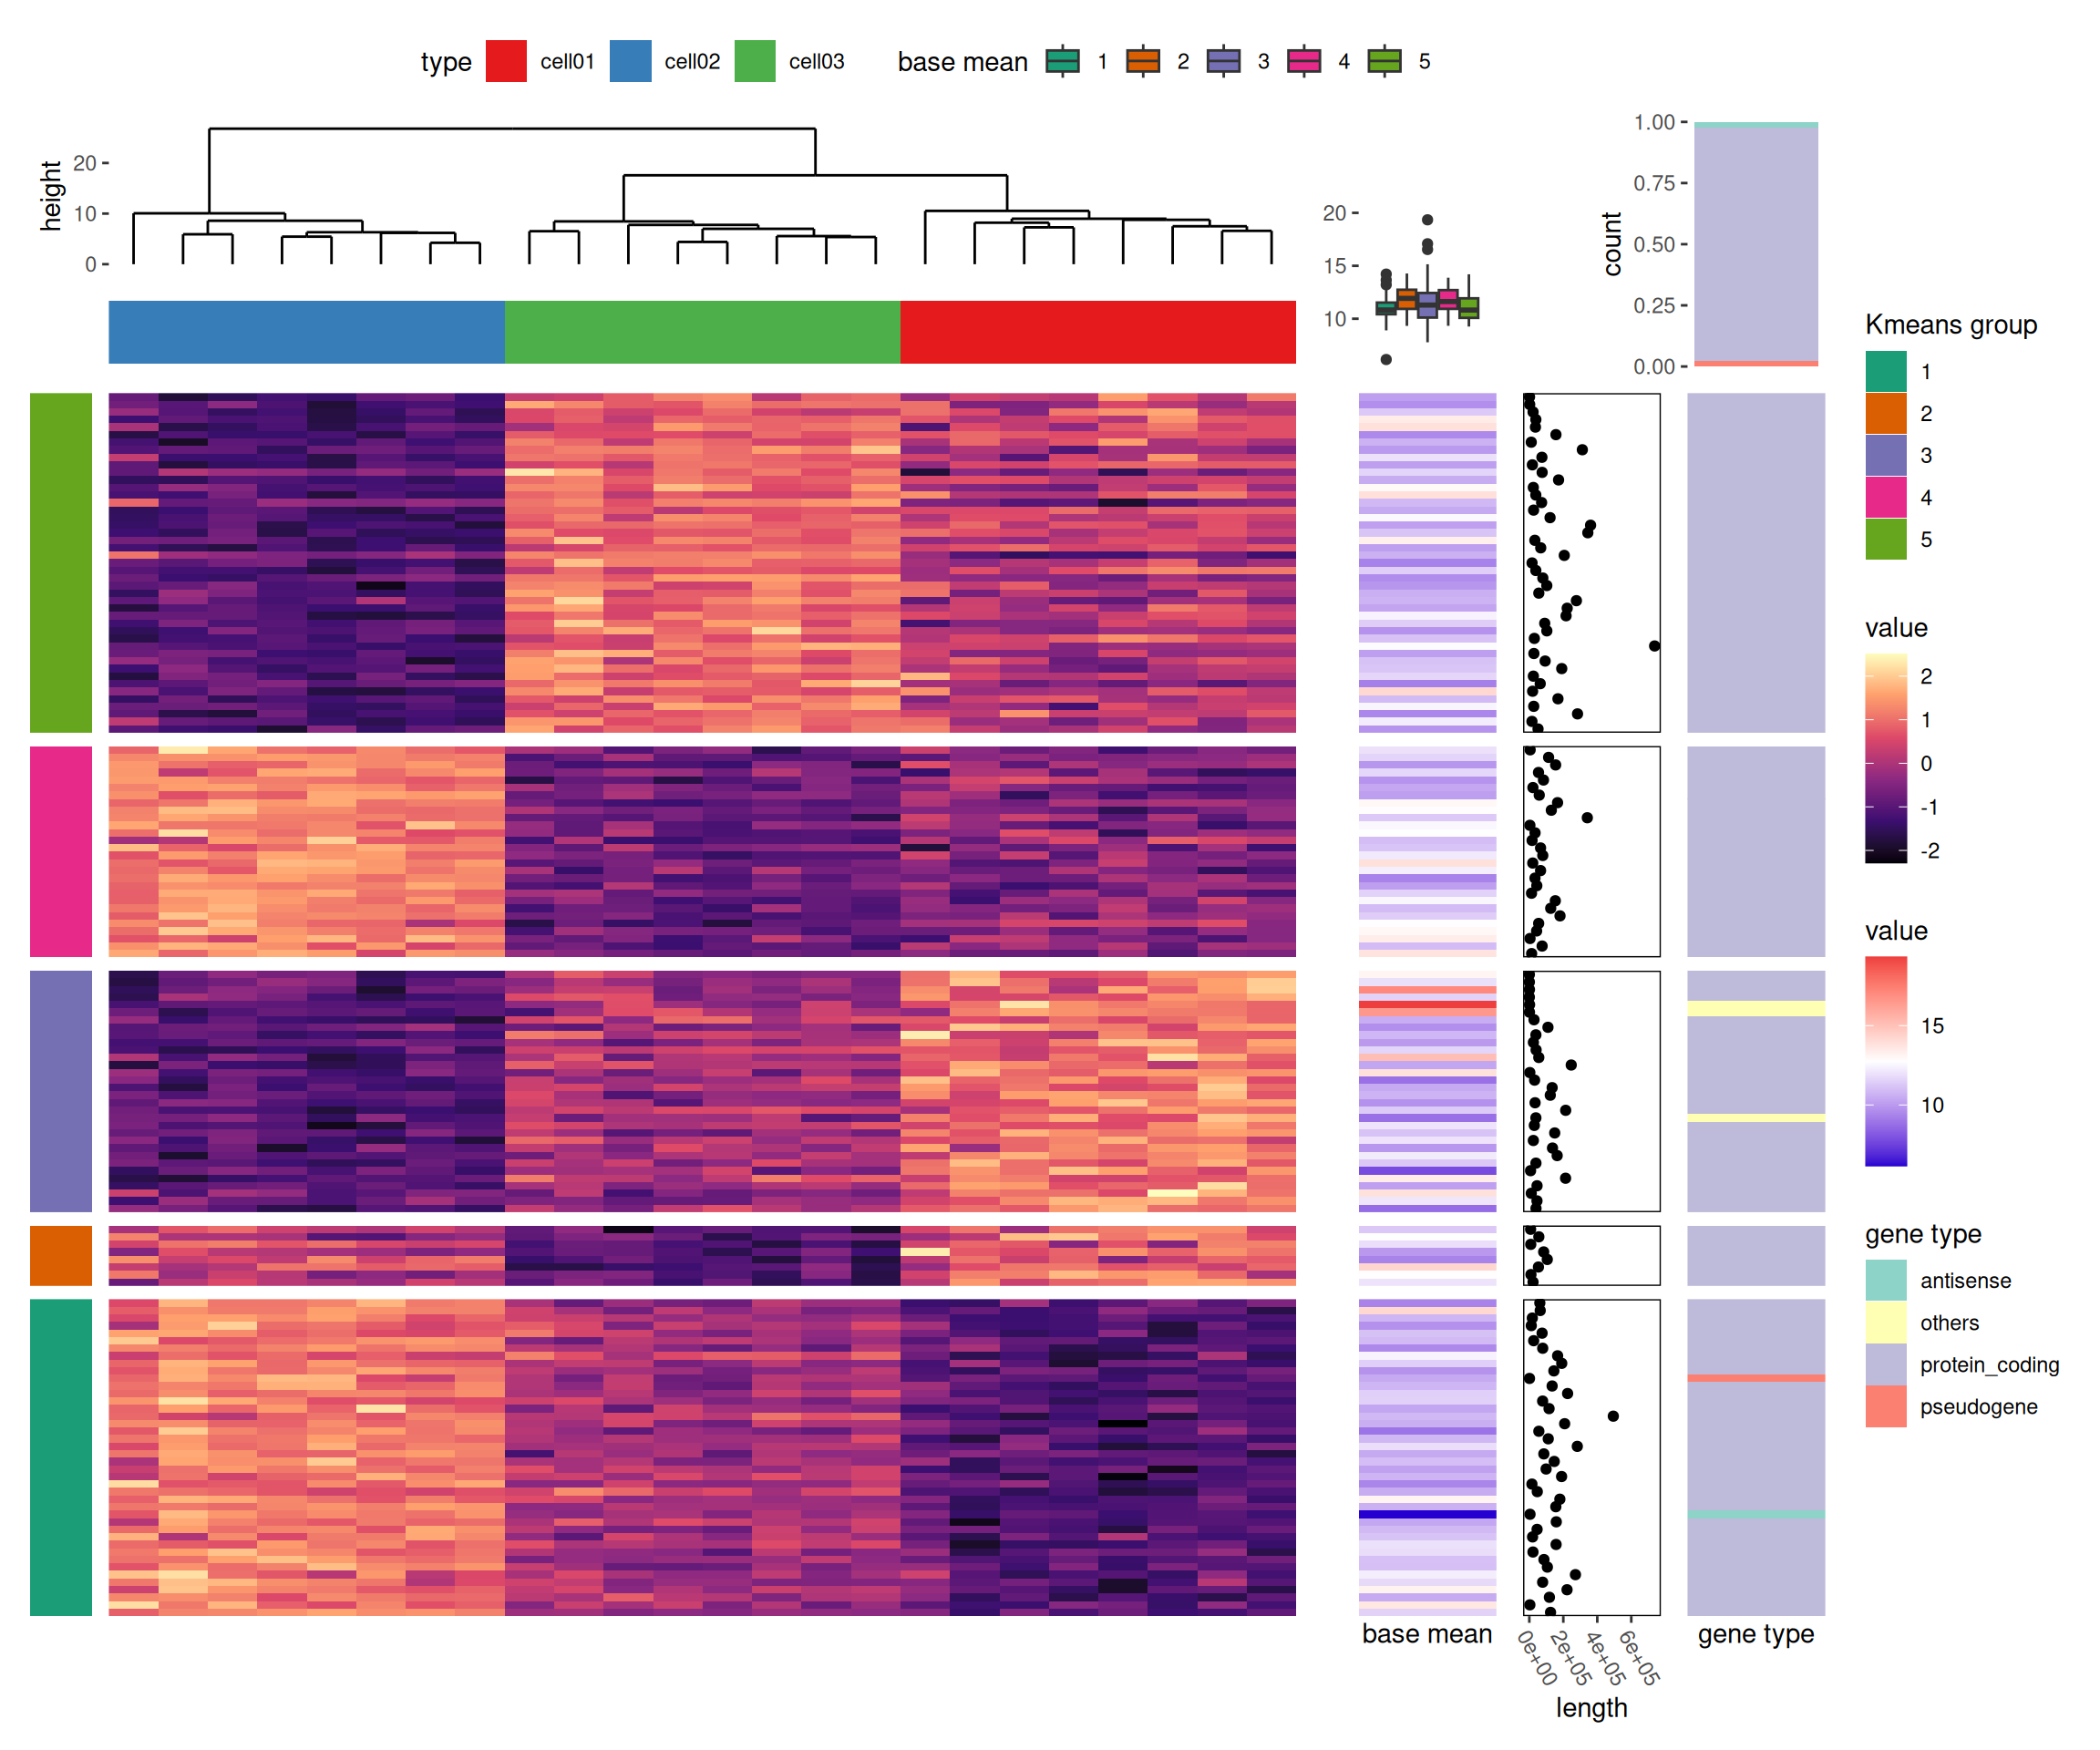 type cell01 cell02 cell03 base mean 1 2 3 4 5
height
20
10
0
20
15
10
count
1.00
0.75
0.50
0.25
0.00
Kmeans group
1
2
3
4
5
value
2
1
0
-1
-2
value
15
10
gene type
antisense
others
protein_coding
pseudogene
base mean
0e+00 2e+05 4e+05 6e+05
length
gene type